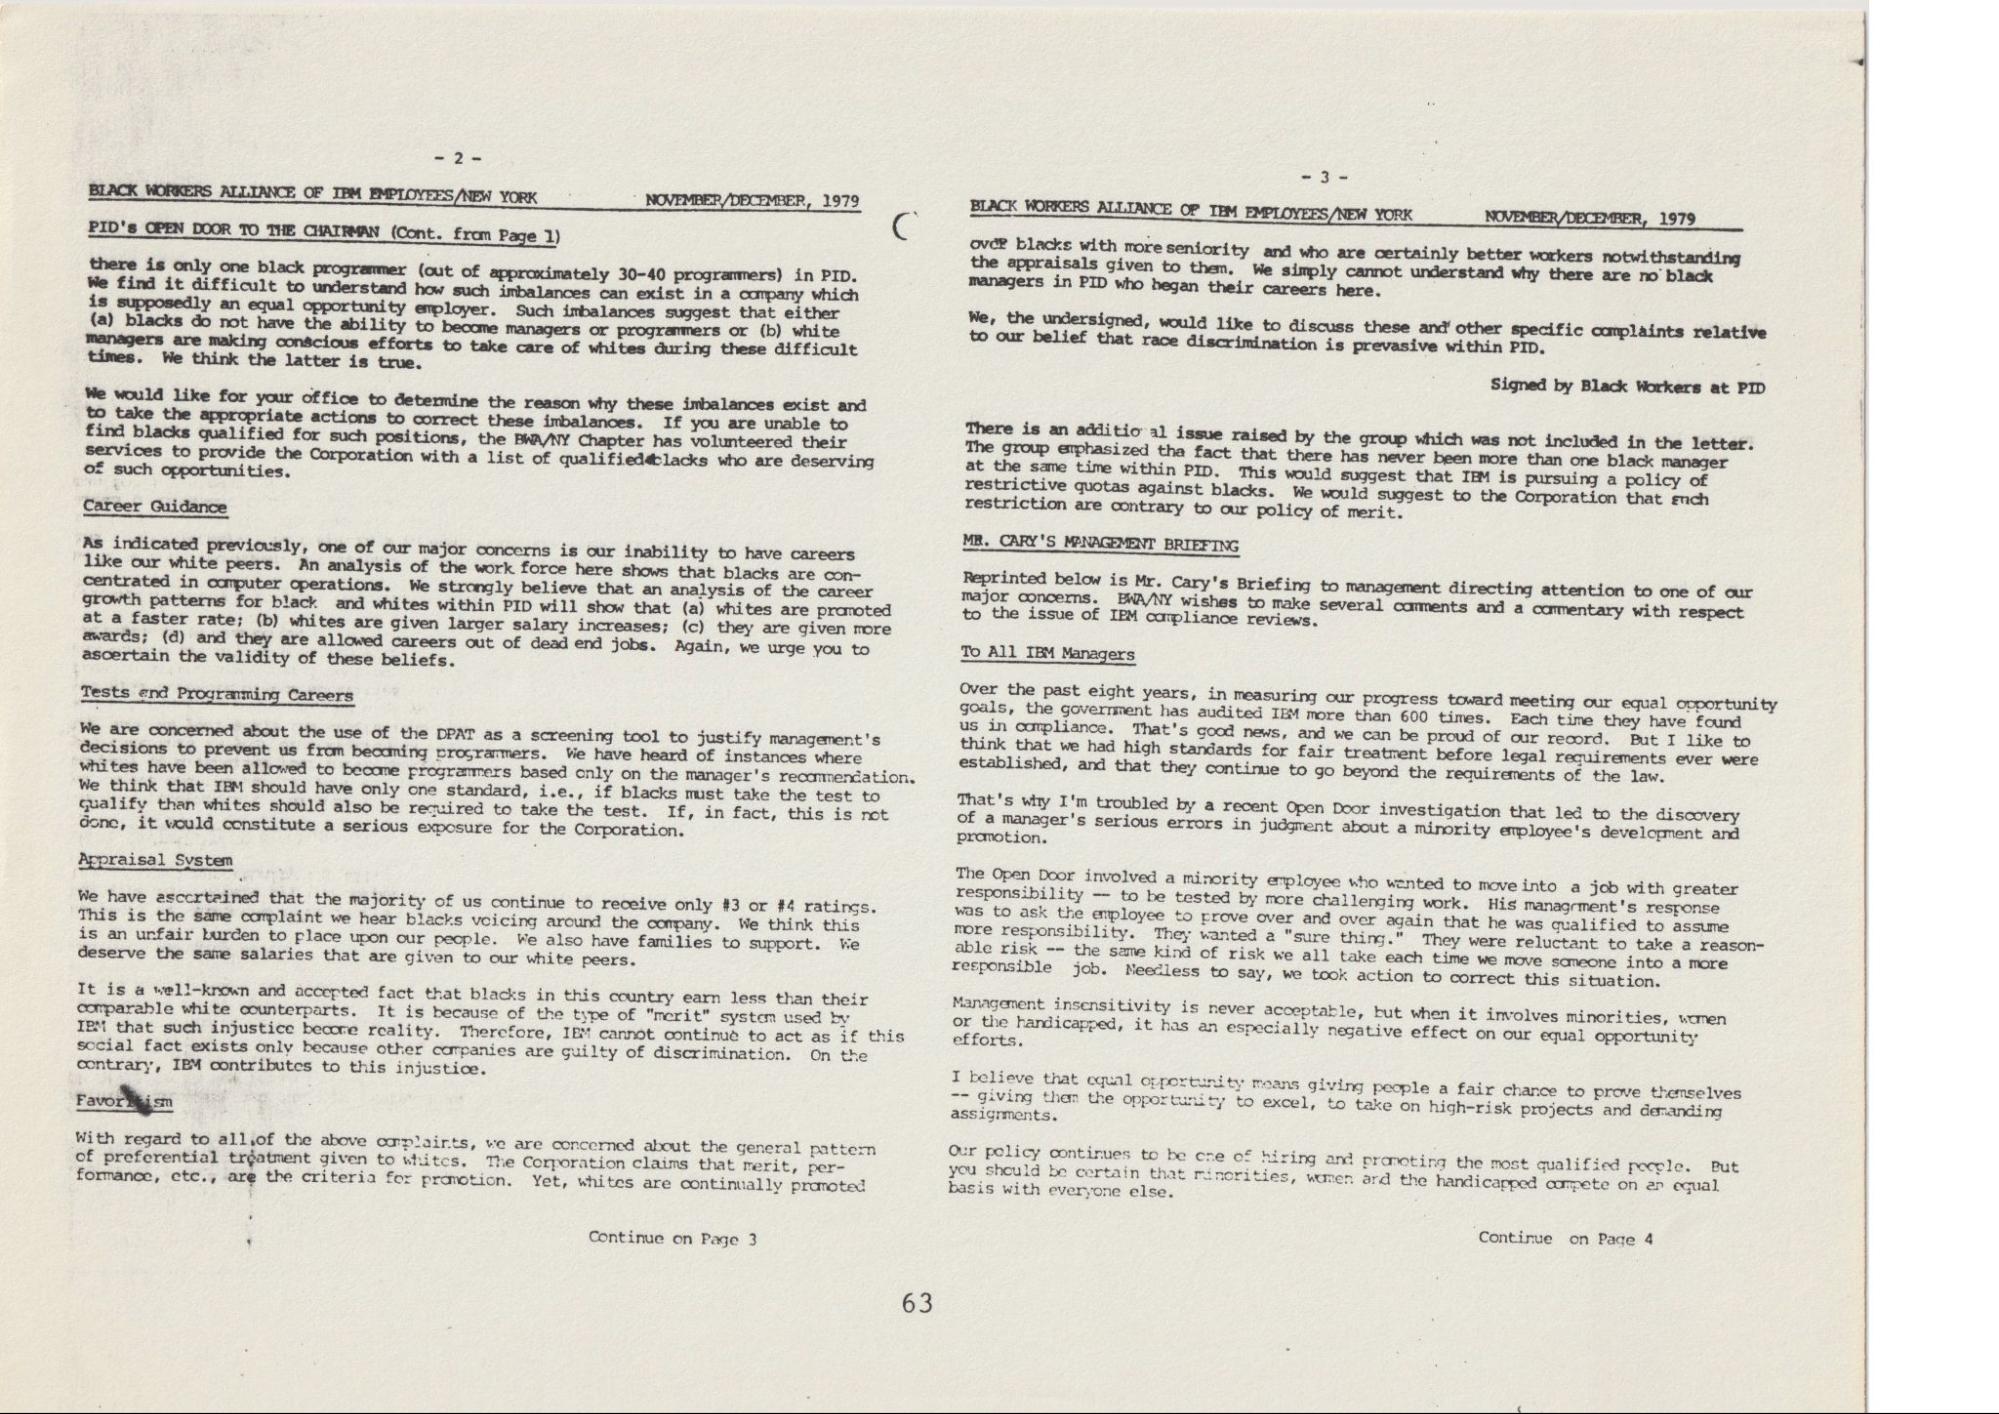 - 2 -
BLACK WORKERS ALLIANCE OF IBM EMPLOYEES/NEW YORK NOVEMBER/DECEMBER, 1979
PID's OPEN DOOR TO THE CHAIRMAN (Cont. from Page 1)
there is only one black programmer (out of approximately 30-40 programmers) in PID.
We find it difficult to understand how such imbalances can exist in a company which
is supposedly an equal opportunity employer. Such imbalances suggest that either
(a) blacks do not have the ability to become managers or programmers or (b) white
managers are making conscious efforts to take care of whites during these difficult
times. We think the latter is true.
We would like for your office to determine the reason why these imbalances exist and
to take the appropriate actions to correct these imbalances. If you are unable to
find blacks qualified for such positions, the BWA/NY Chapter has volunteered their
services to provide the Corporation with a list of qualified blacks who are deserving
of such opportunities.
Career Guidance
As indicated previously, one of our major concerns is our inability to have careers
like our white peers. An analysis of the work force here shows that blacks are con-
centrated in computer operations. We strongly believe that an analysis of the career
growth patterns for black and whites within PID will show that (a) whites are promoted
at a faster rate; (b) whites are given larger salary increases; (c) they are given more
awards; (d) and they are allowed careers out of dead end jobs. Again, we urge you to
ascertain the validity of these beliefs.
Tests and Programming Careers
We are concerned about the use of the DPAT as a screening tool to justify management's
decisions to prevent us from becoming programmers. We have heard of instances where
whites have been allowed to become programmers based only on the manager's recommendation.
We think that IBM should have only one standard, i.e., if blacks must take the test to
qualify than whites should also be required to take the test. If, in fact, this is not
done, it would constitute a serious exposure for the Corporation.
Appraisal System
We have ascertained that the majority of us continue to receive only #3 or #4 ratings.
This is the same complaint we hear blacks voicing around the company. We think this
is an unfair burden to place upon our people. We also have families to support. We
deserve the same salaries that are given to our white peers.
It is a well-known and accepted fact that blacks in this country earn less than their
comparable white counterparts. It is because of the type of "merit" system used by
IBM that such injustice become reality. Therefore, IBM cannot continue to act as if this
social fact exists only because other companies are guilty of discrimination. On the
contrary, IBM contributes to this injustice.
Favoritism
With regard to all of the above complaints, we are concerned about the general pattern
of preferential treatment given to whites. The Corporation claims that merit, per-
formance, etc., are the criteria for promotion. Yet, whites are continually promoted
Continue on Page 3
- 3 -
BLACK WORKERS ALLIANCE OF IBM EMPLOYEES/NEW YORK NOVEMBER/DECEMBER, 1979
over blacks with more seniority and who are certainly better workers notwithstanding
the appraisals given to them. We simply cannot understand why there are no black
managers in PID who began their careers here.
We, the undersigned, would like to discuss these and other specific complaints relative
to our belief that race discrimination is prevasive within PID.
Signed by Black Workers at PID
There is an additio al issue raised by the group which was not included in the letter.
The group emphasized tha fact that there has never been more than one black manager
at the same time within PID. This would suggest that IBM is pursuing a policy of
restrictive quotas against blacks. We would suggest to the Corporation that such
restriction are contrary to our policy of merit.
MR. CARY'S MANAGEMENT BRIEFING
Reprinted below is Mr. Cary's Briefing to management directing attention to one of our
major concerns. BWA/NY wishes to make several comments and a commentary with respect
to the issue of IBM compliance reviews.
To All IBM Managers
Over the past eight years, in measuring our progress toward meeting our equal opportunity
goals, the government has audited IBM more than 600 times. Each time they have found
us in compliance. That's good news, and we can be proud of our record. But I like to
think that we had high standards for fair treatment before legal requirements ever were
established, and that they continue to go beyond the requirements of the law.
That's why I'm troubled by a recent Open Door investigation that led to the discovery
of a manager's serious errors in judgment about a minority employee's development and
promotion.
The Open Door involved a minority employee who wanted to move into a job with greater
responsibility -- to be tested by more challenging work. His managrment's response
was to ask the employee to prove over and over again that he was qualified to assume
more responsibility. They wanted a "sure thing." They were reluctant to take a reason-
able risk -- the same kind of risk we all take each time we move someone into a more
responsible job. Needless to say, we took action to correct this situation.
Management insensitivity is never acceptable, but when it involves minorities, women
or the handicapped, it has an especially negative effect on our equal opportunity
efforts.
I believe that equal opportunity means giving people a fair chance to prove themselves
-- giving them the opportunity to excel, to take on high-risk projects and demanding
assignments.
Our policy continues to be one of hiring and promoting the most qualified people. But
you should be certain that minorities, women and the handicapped compete on an equal
basis with everyone else.
Continue on Page 4
63